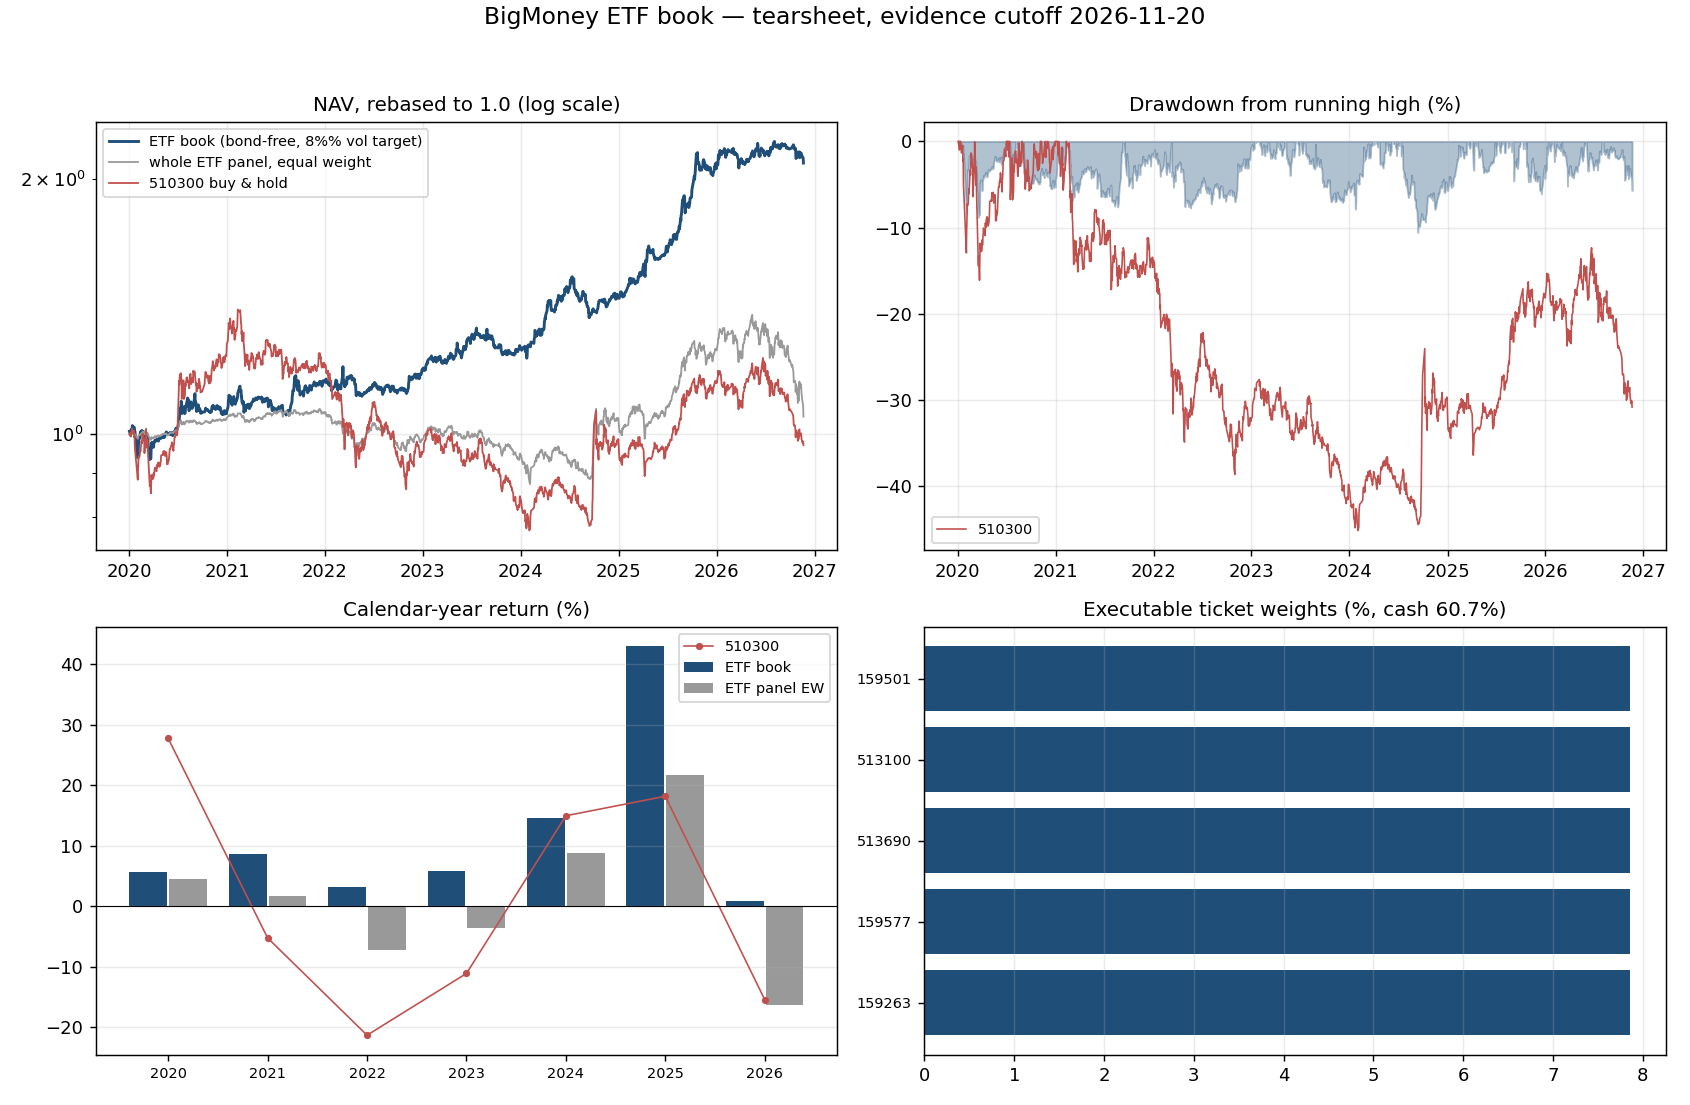 BigMoney ETF book — tearsheet, evidence cutoff 2026-11-20
NAV, rebased to 1.0 (log scale)
ETF book (bond-free, 8%% vol target)
whole ETF panel, equal weight
510300 buy & hold
2 × 10⁰
10⁰
2020 2021 2022 2023 2024 2025 2026 2027
Drawdown from running high (%)
0
−10
−20
−30
−40
510300
2020 2021 2022 2023 2024 2025 2026 2027
Calendar-year return (%)
510300
ETF book
ETF panel EW
40
30
20
10
0
−10
−20
2020 2021 2022 2023 2024 2025 2026
Executable ticket weights (%, cash 60.7%)
159501
513100
513690
159577
159263
0 1 2 3 4 5 6 7 8